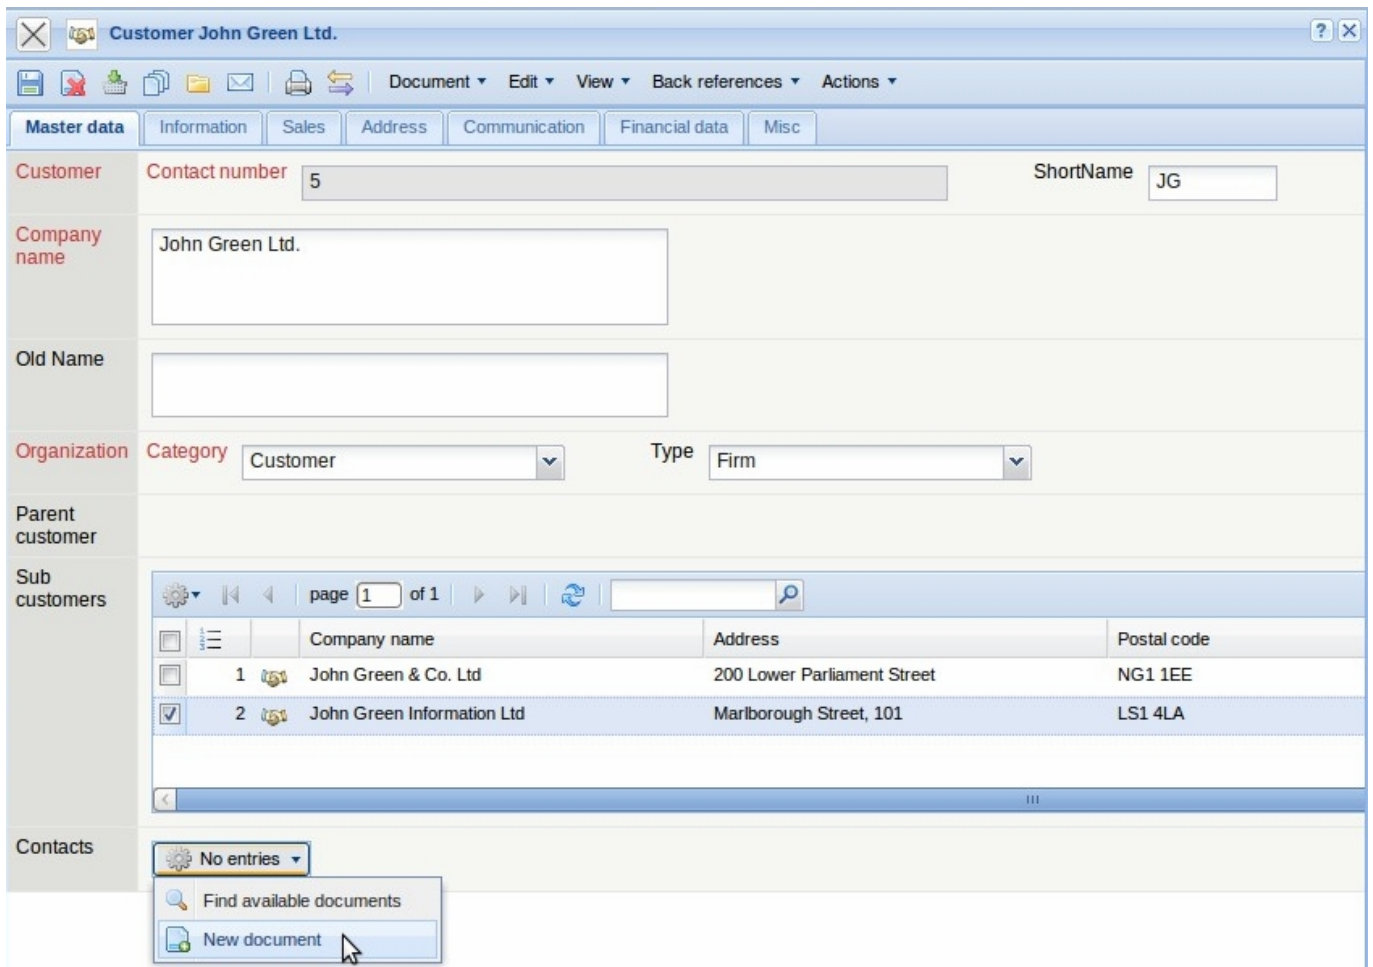 Customer John Green Ltd.
Document Edit View Back references Actions
Master data Information Sales Address Communication Financial data Misc
Customer Contact number 5 ShortName JG
Company name John Green Ltd.
Old Name
Organization Category Customer Type Firm
Parent customer
Sub customers
page 1 of 1
Company name Address Postal code
1 John Green & Co. Ltd 200 Lower Parliament Street NG1 1EE
2 John Green Information Ltd Marlborough Street, 101 LS1 4LA
Contacts No entries
Find available documents
New document